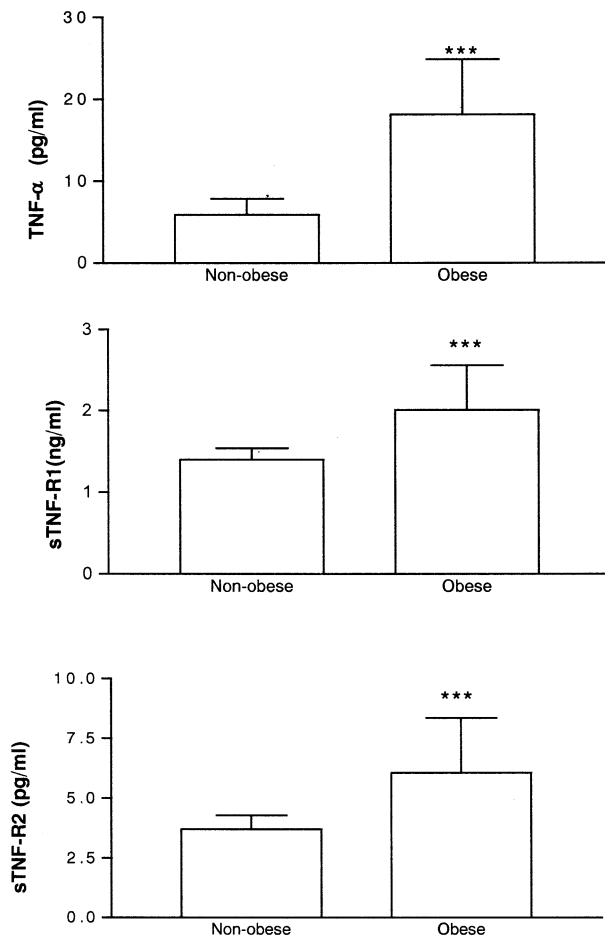 30
***
20
TNF-α (pg/ml)
10
0
Non-obese Obese
3
***
2
sTNF-R1(ng/ml)
1
0
Non-obese Obese
10.0
***
7.5
sTNF-R2 (pg/ml)
5.0
2.5
0.0
Non-obese Obese